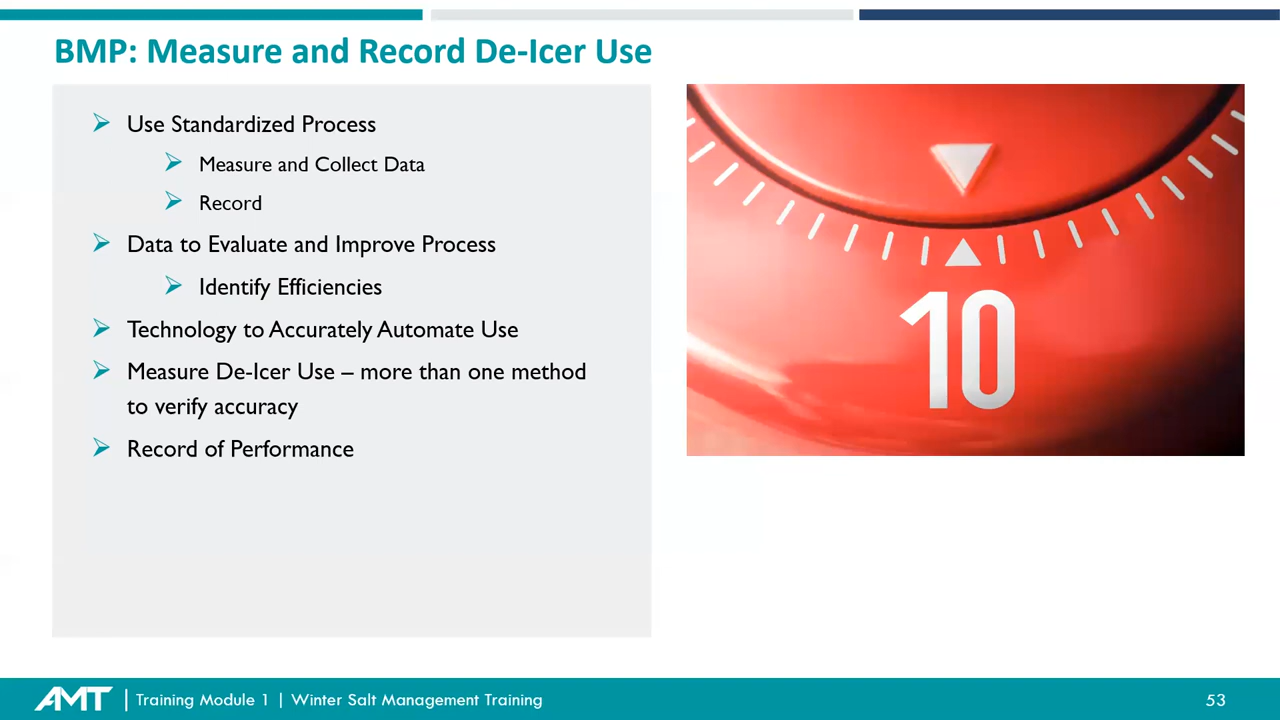 BMP: Measure and Record De-Icer Use
Use Standardized Process
Measure and Collect Data
Record
Data to Evaluate and Improve Process
Identify Efficiencies
Technology to Accurately Automate Use
Measure De-Icer Use – more than one method
to verify accuracy
Record of Performance
10
AMT | Training Module 1 | Winter Salt Management Training
53